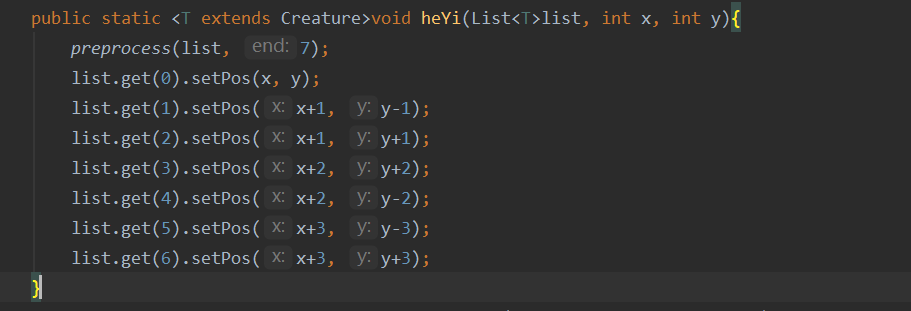 public static <T extends Creature>void heYi(List<T>list, int x, int y){
    preprocess(list, end: 7);
    list.get(0).setPos(x, y);
    list.get(1).setPos( x: x+1, y: y-1);
    list.get(2).setPos( x: x+1, y: y+1);
    list.get(3).setPos( x: x+2, y: y+2);
    list.get(4).setPos( x: x+2, y: y-2);
    list.get(5).setPos( x: x+3, y: y-3);
    list.get(6).setPos( x: x+3, y: y+3);
}